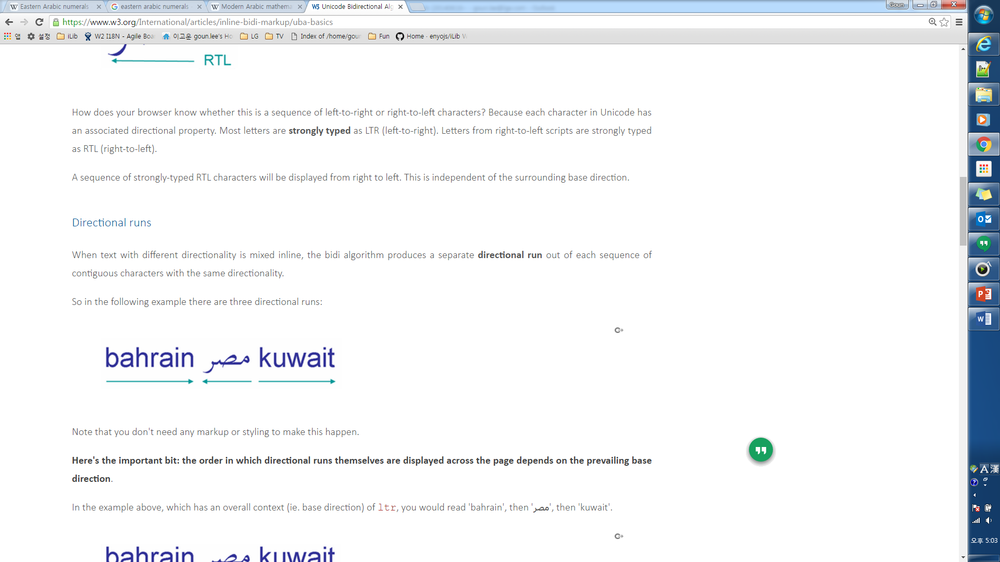 Eastern Arabic numerals
eastern arabic numerals
Modern Arabic mathema
Unicode Bidirectional Alg
Goun
https://www.w3.org/International/articles/inline-bidi-markup/uba-basics
앱 설정 iLib W2 I18N - Agile Boa 이고운 goun.lee's Ho LG TV Index of /home/goun Fun Home · enyojs/iLib W
RTL
How does your browser know whether this is a sequence of left-to-right or right-to-left characters? Because each character in Unicode has
an associated directional property. Most letters are strongly typed as LTR (left-to-right). Letters from right-to-left scripts are strongly typed
as RTL (right-to-left).
A sequence of strongly-typed RTL characters will be displayed from right to left. This is independent of the surrounding base direction.
Directional runs
When text with different directionality is mixed inline, the bidi algorithm produces a separate directional run out of each sequence of
contiguous characters with the same directionality.
So in the following example there are three directional runs:
bahrain مصر kuwait
Note that you don't need any markup or styling to make this happen.
Here's the important bit: the order in which directional runs themselves are displayed across the page depends on the prevailing base
direction.
In the example above, which has an overall context (ie. base direction) of ltr, you would read 'bahrain', then 'مصر', then 'kuwait'.
bahrain مصر kuwait
A 漢
오후 5:03